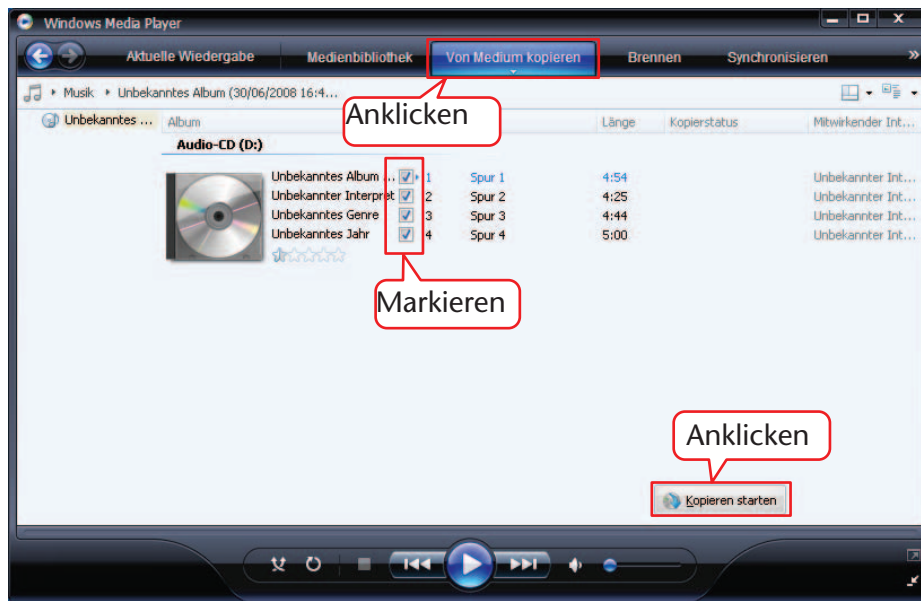 Windows Media Player
Aktuelle Wiedergabe Medienbibliothek Von Medium kopieren Brennen Synchronisieren »
Musik Unbekanntes Album (30/06/2008 16:4...
Anklicken
Unbekanntes ... Album Länge Kopierstatus Mitwirkender Int...
Audio-CD (D:)
Unbekanntes Album ... 1 Spur 1 4:54 Unbekannter Int...
Unbekannter Interpret 2 Spur 2 4:25 Unbekannter Int...
Unbekanntes Genre 3 Spur 3 4:44 Unbekannter Int...
Unbekanntes Jahr 4 Spur 4 5:00 Unbekannter Int...
Markieren
Anklicken
Kopieren starten